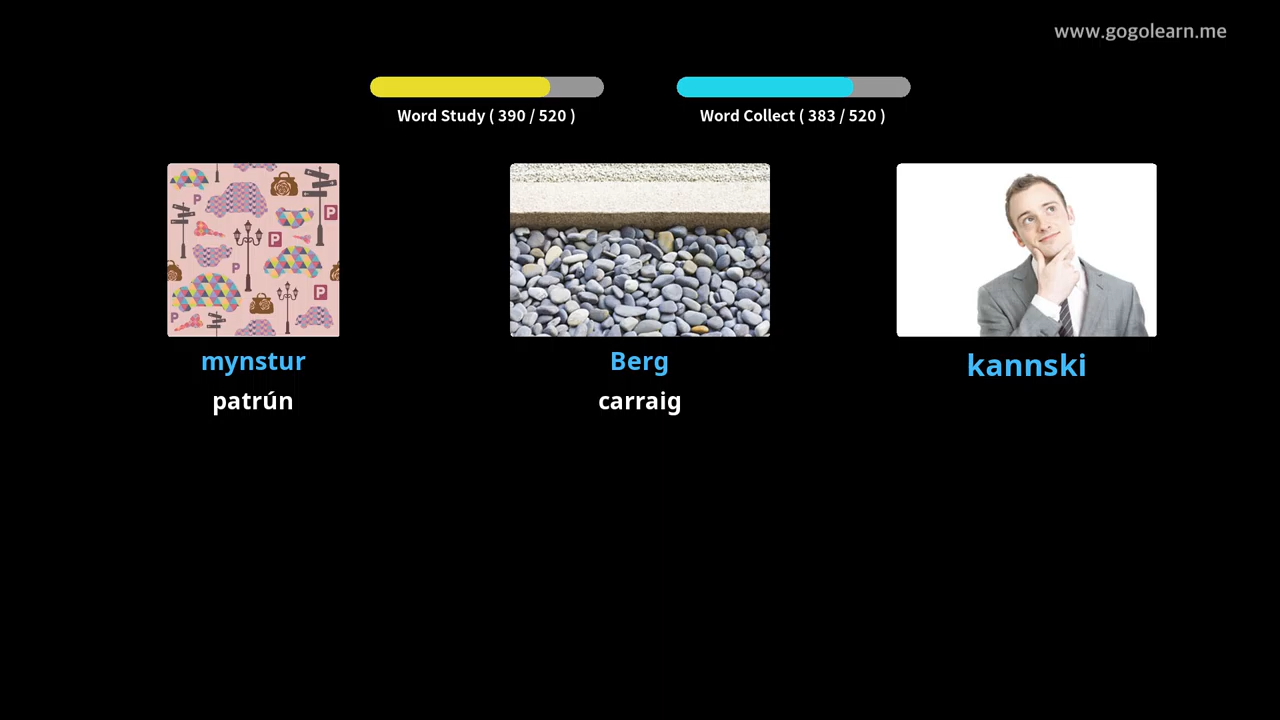 www.gogolearn.me
Word Study ( 390 / 520 )
Word Collect ( 383 / 520 )
P
P
P
P
P
P
mynstur
Berg
kannski
patrún
carraig